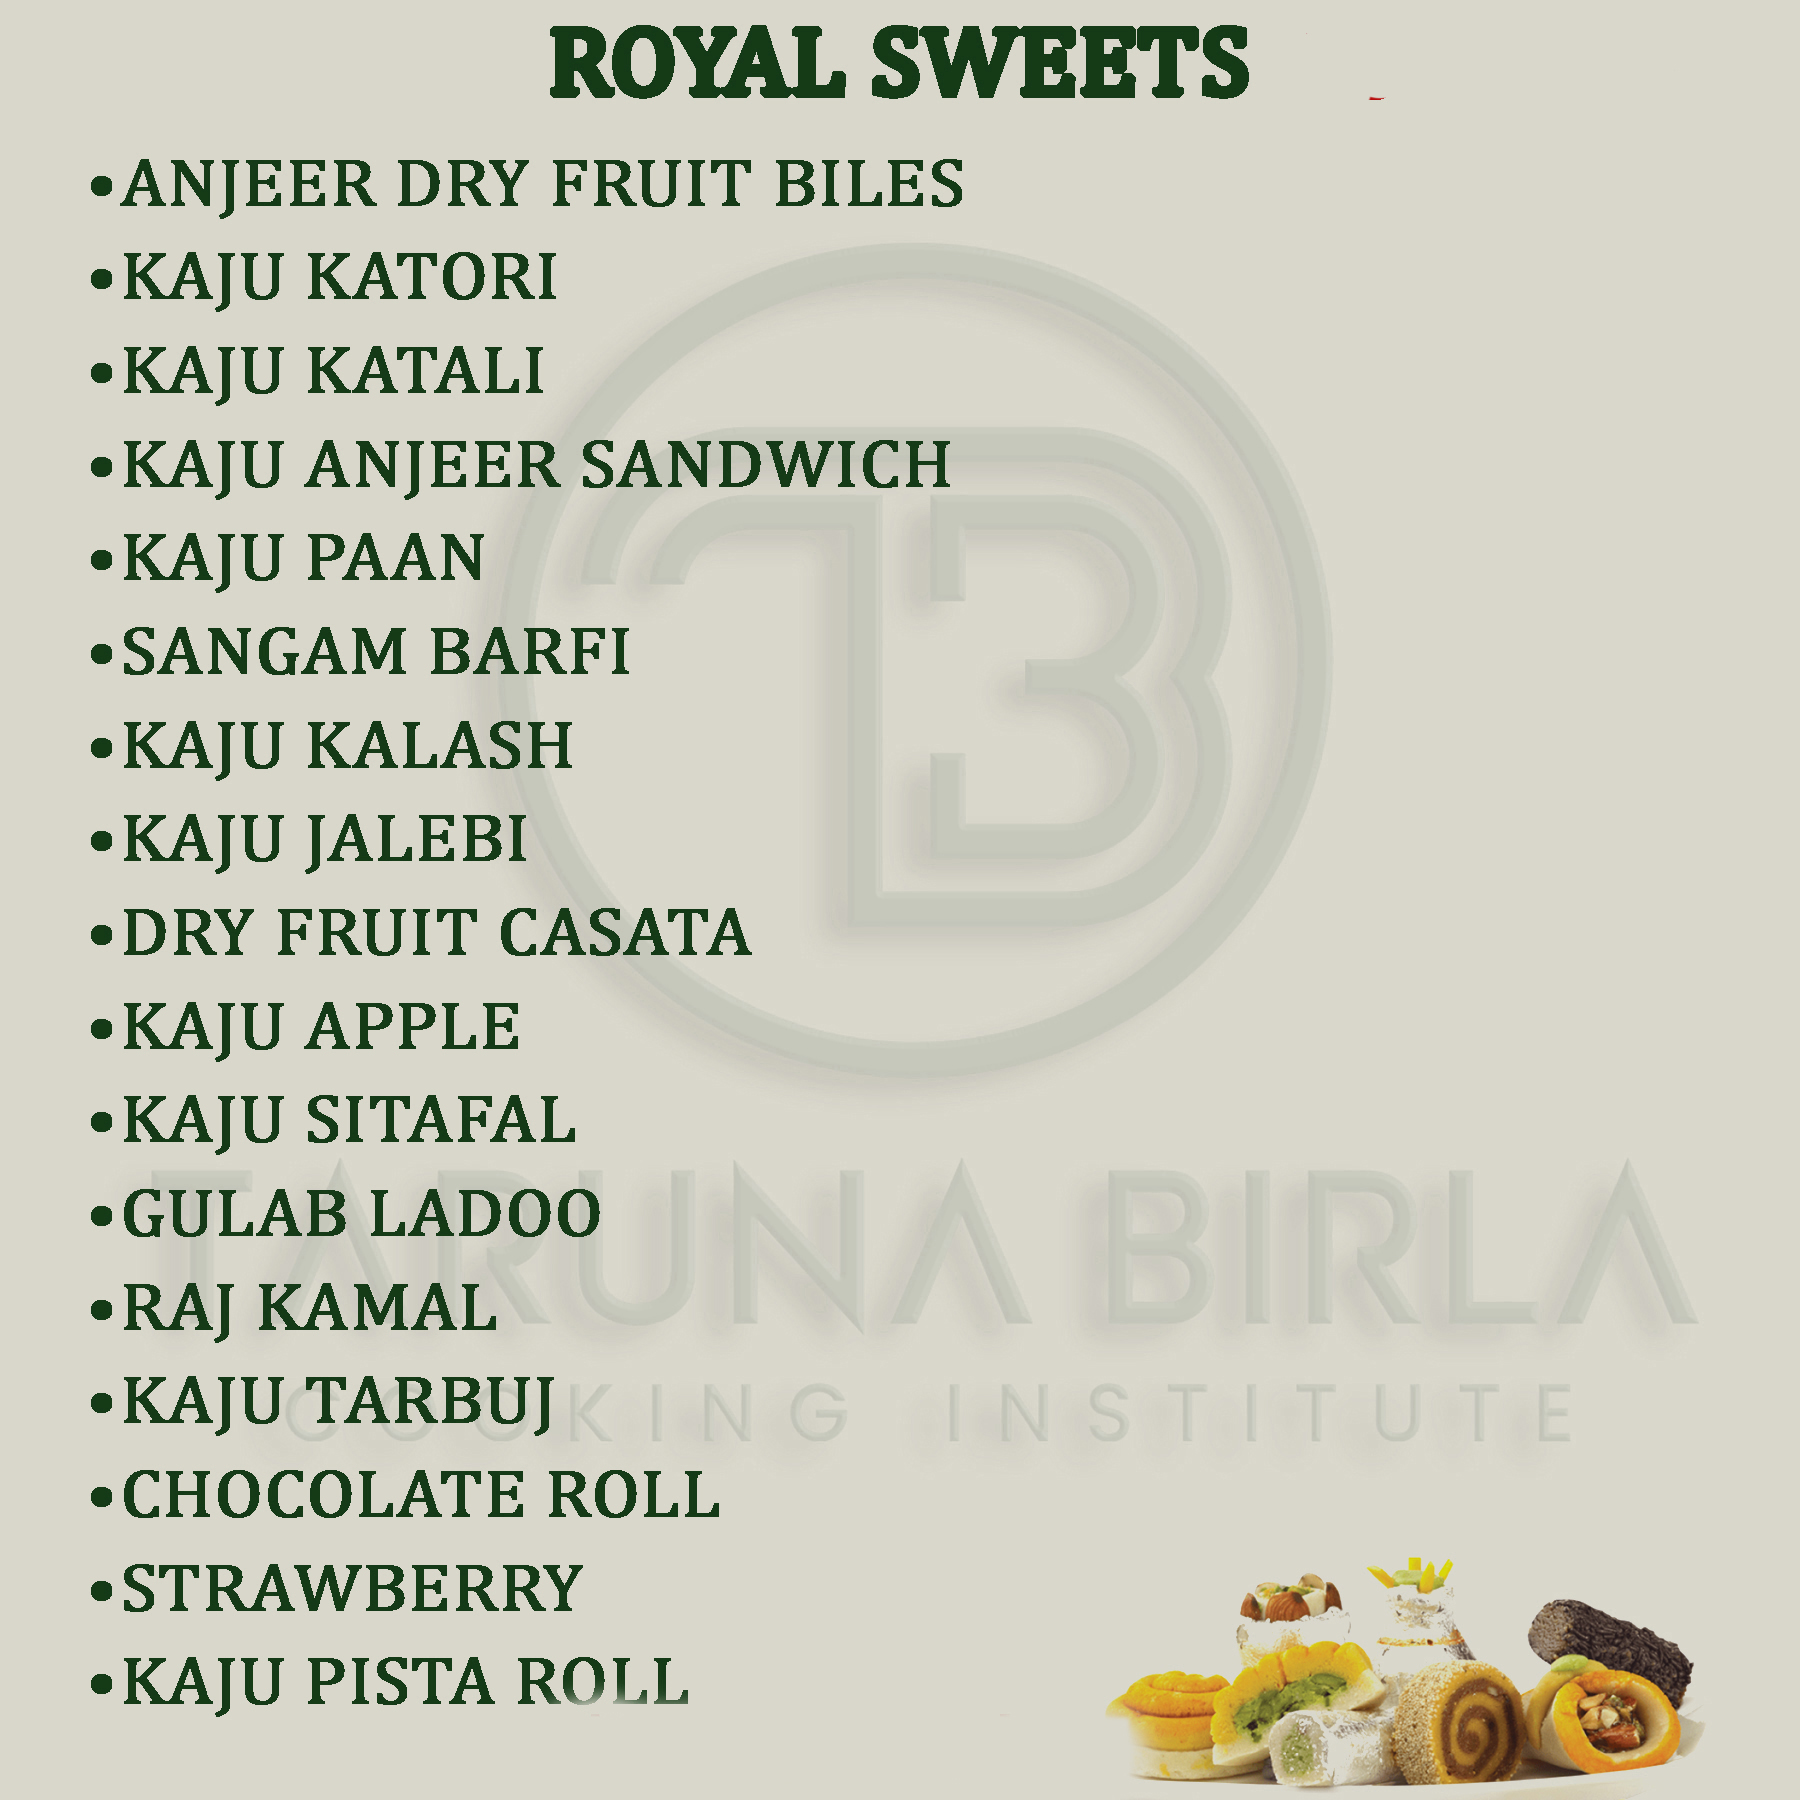 ROYAL SWEETS
•ANJEER DRY FRUIT BILES
•KAJU KATORI
•KAJU KATALI
•KAJU ANJEER SANDWICH
•KAJU PAAN
•SANGAM BARFI
•KAJU KALASH
•KAJU JALEBI
•DRY FRUIT CASATA
•KAJU APPLE
•KAJU SITAFAL
•GULAB LADOO
•RAJ KAMAL
•KAJU TARBUJ
•CHOCOLATE ROLL
•STRAWBERRY
•KAJU PISTA ROLL
TB
TARUNA BIRLA
COOKING INSTITUTE